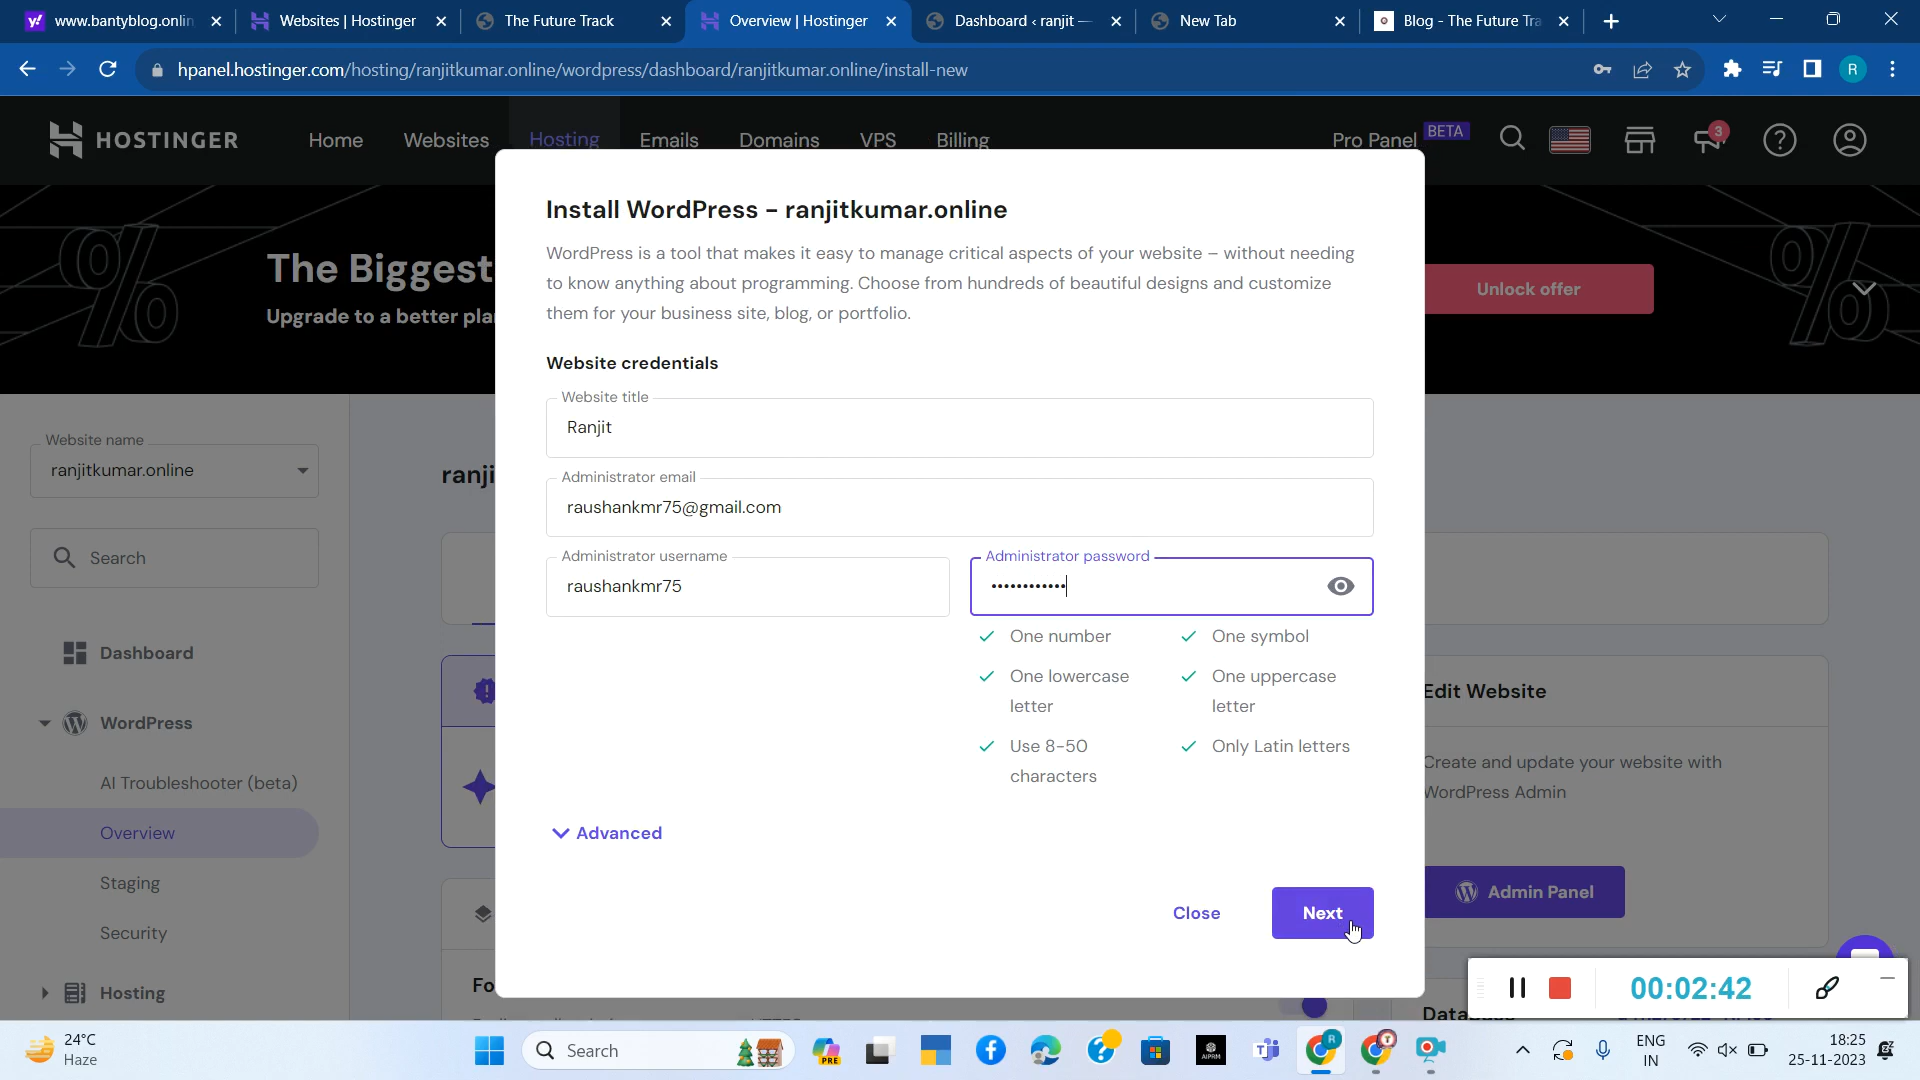 www.bantyblog.onlin
Websites | Hostinger
The Future Track
Overview | Hostinger
Dashboard ‹ ranjit —
New Tab
Blog - The Future Tra
hpanel.hostinger.com/hosting/ranjitkumar.online/wordpress/dashboard/ranjitkumar.online/install-new
R
HOSTINGER
Home
Websites
Hosting
Emails
Domains
VPS
Billing
Pro Panel
BETA
3
The Biggest
Upgrade to a better pla
Unlock offer
Website name
ranjitkumar.online
Search
Dashboard
WordPress
AI Troubleshooter (beta)
Overview
Staging
Security
Hosting
ranji
Install WordPress - ranjitkumar.online
WordPress is a tool that makes it easy to manage critical aspects of your website – without needing
to know anything about programming. Choose from hundreds of beautiful designs and customize
them for your business site, blog, or portfolio.
Website credentials
Website title
Ranjit
Administrator email
raushankmr75@gmail.com
Administrator username
raushankmr75
Administrator password
••••••••••••
One number
One symbol
One lowercase
letter
One uppercase
letter
Use 8-50
characters
Only Latin letters
Advanced
Close
Next
Edit Website
Create and update your website with
WordPress Admin
Admin Panel
Fo
00:02:42
24°C
Haze
Search
PRE
AIPRM
ENG
IN
18:25
25-11-2023